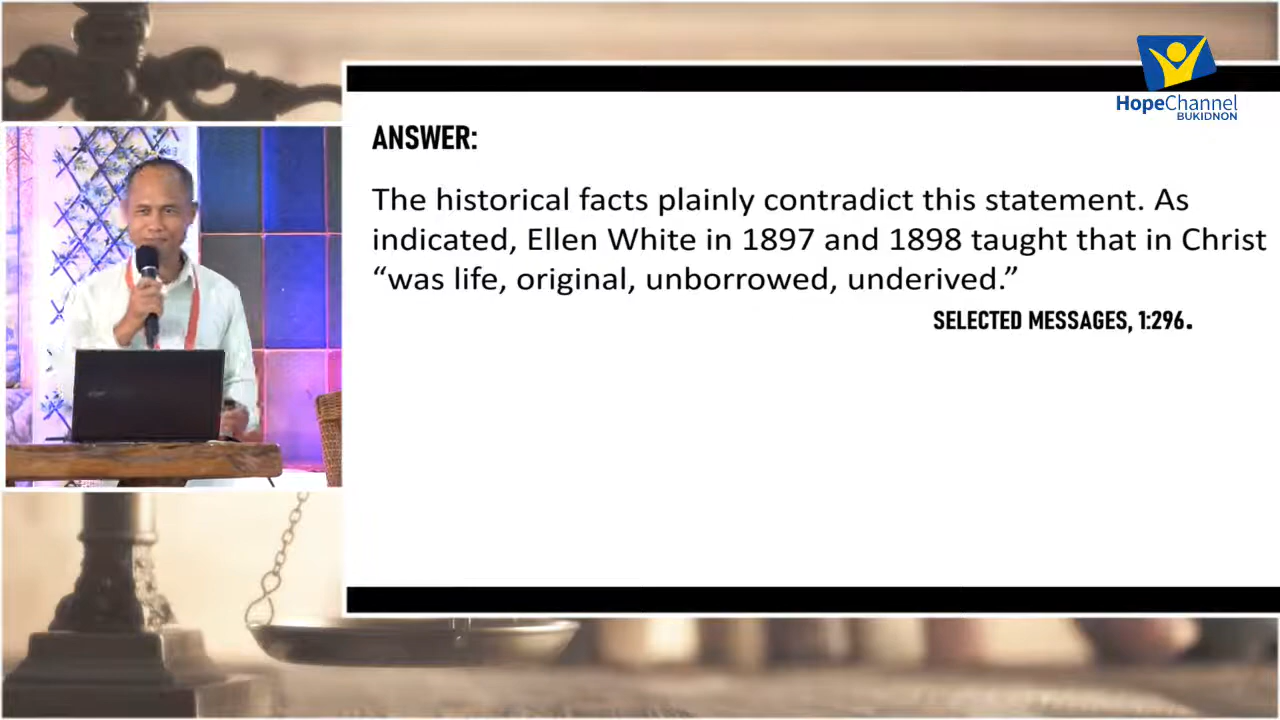 HopeChannel
BUKIDNON
ANSWER:
The historical facts plainly contradict this statement. As
indicated, Ellen White in 1897 and 1898 taught that in Christ
“was life, original, unborrowed, underived.”
SELECTED MESSAGES, 1:296.